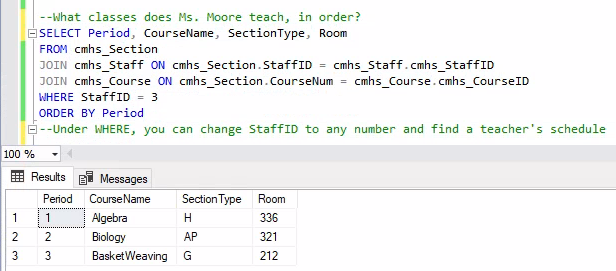 --What classes does Ms. Moore teach, in order?
SELECT Period, CourseName, SectionType, Room
FROM cmhs_Section
JOIN cmhs_Staff ON cmhs_Section.StaffID = cmhs_Staff.cmhs_StaffID
JOIN cmhs_Course ON cmhs_Section.CourseNum = cmhs_Course.cmhs_CourseID
WHERE StaffID = 3
ORDER BY Period
--Under WHERE, you can change StaffID to any number and find a teacher's schedule
100 %
Results Messages
Period CourseName SectionType Room
1 1 Algebra H 336
2 2 Biology AP 321
3 3 BasketWeaving G 212